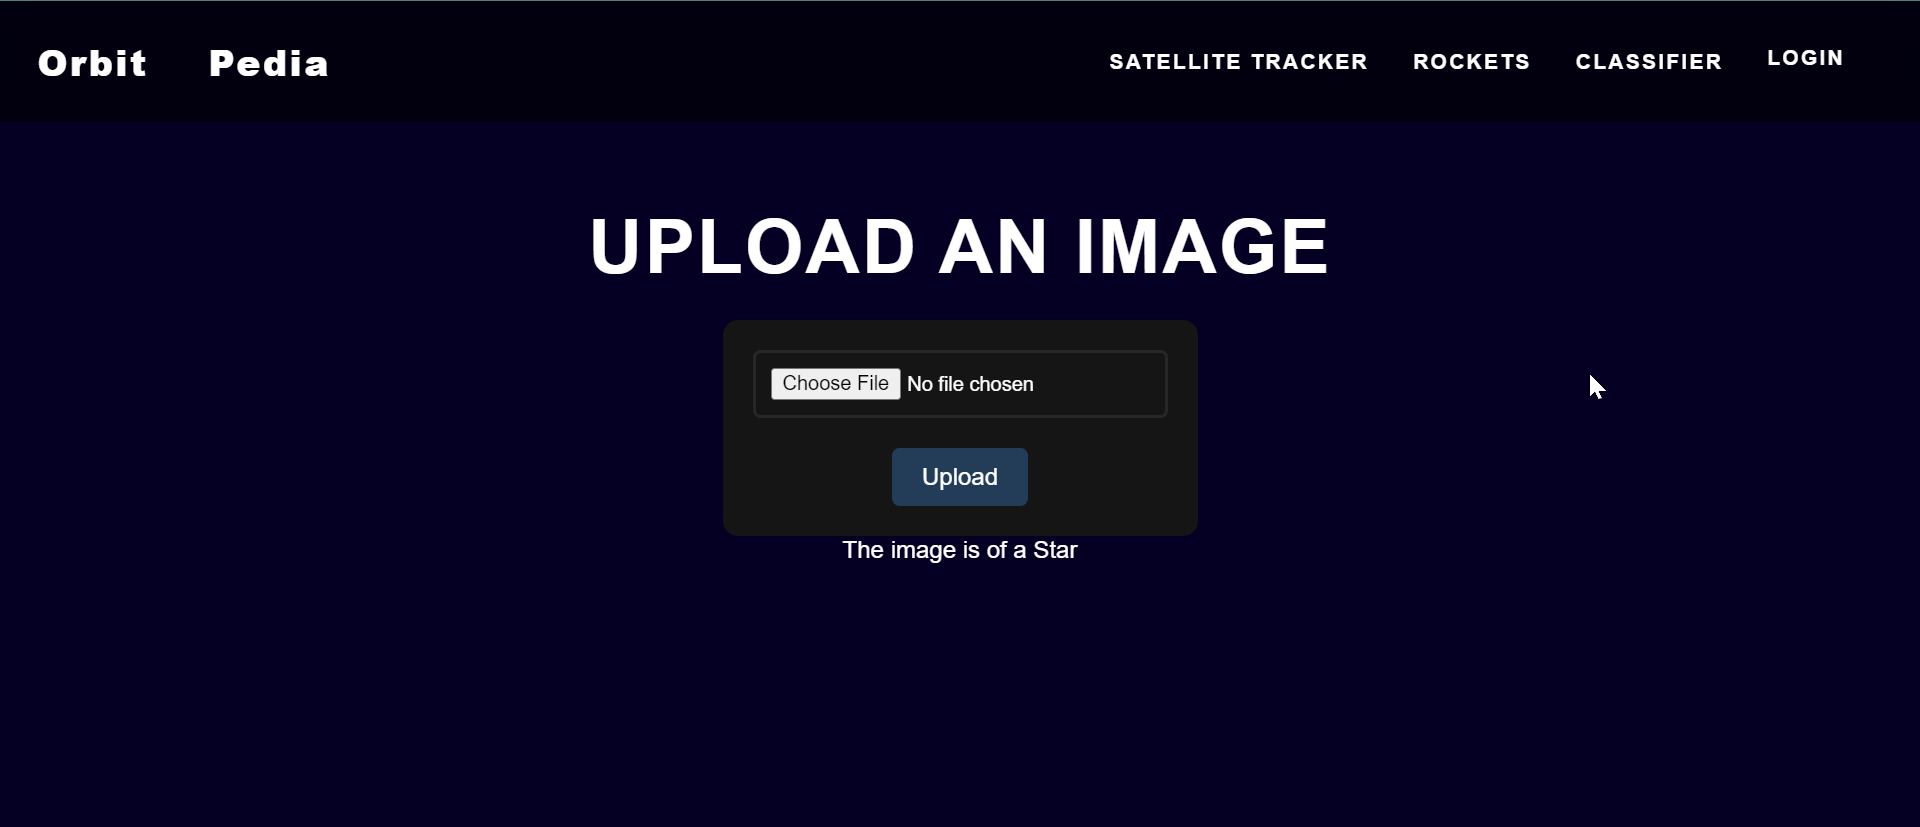 Orbit Pedia SATELLITE TRACKER ROCKETS CLASSIFIER LOGIN
UPLOAD AN IMAGE
Choose File No file chosen
Upload
The image is of a Star